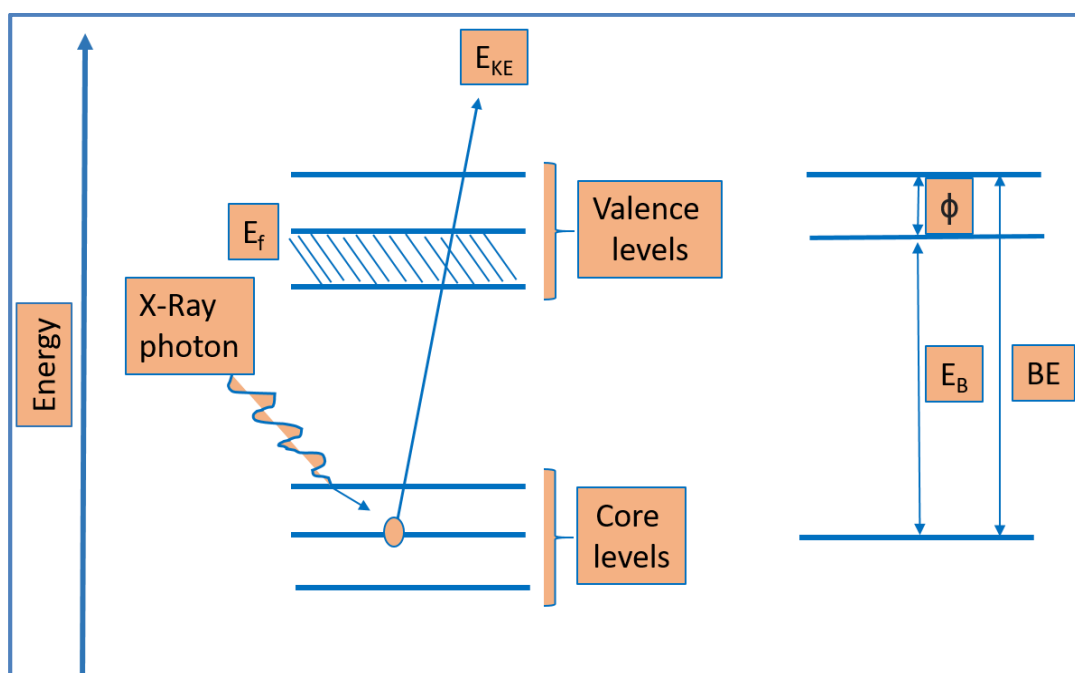 E_KE
E_f
Valence
levels
ϕ
X-Ray
photon
Energy
E_B
BE
Core
levels